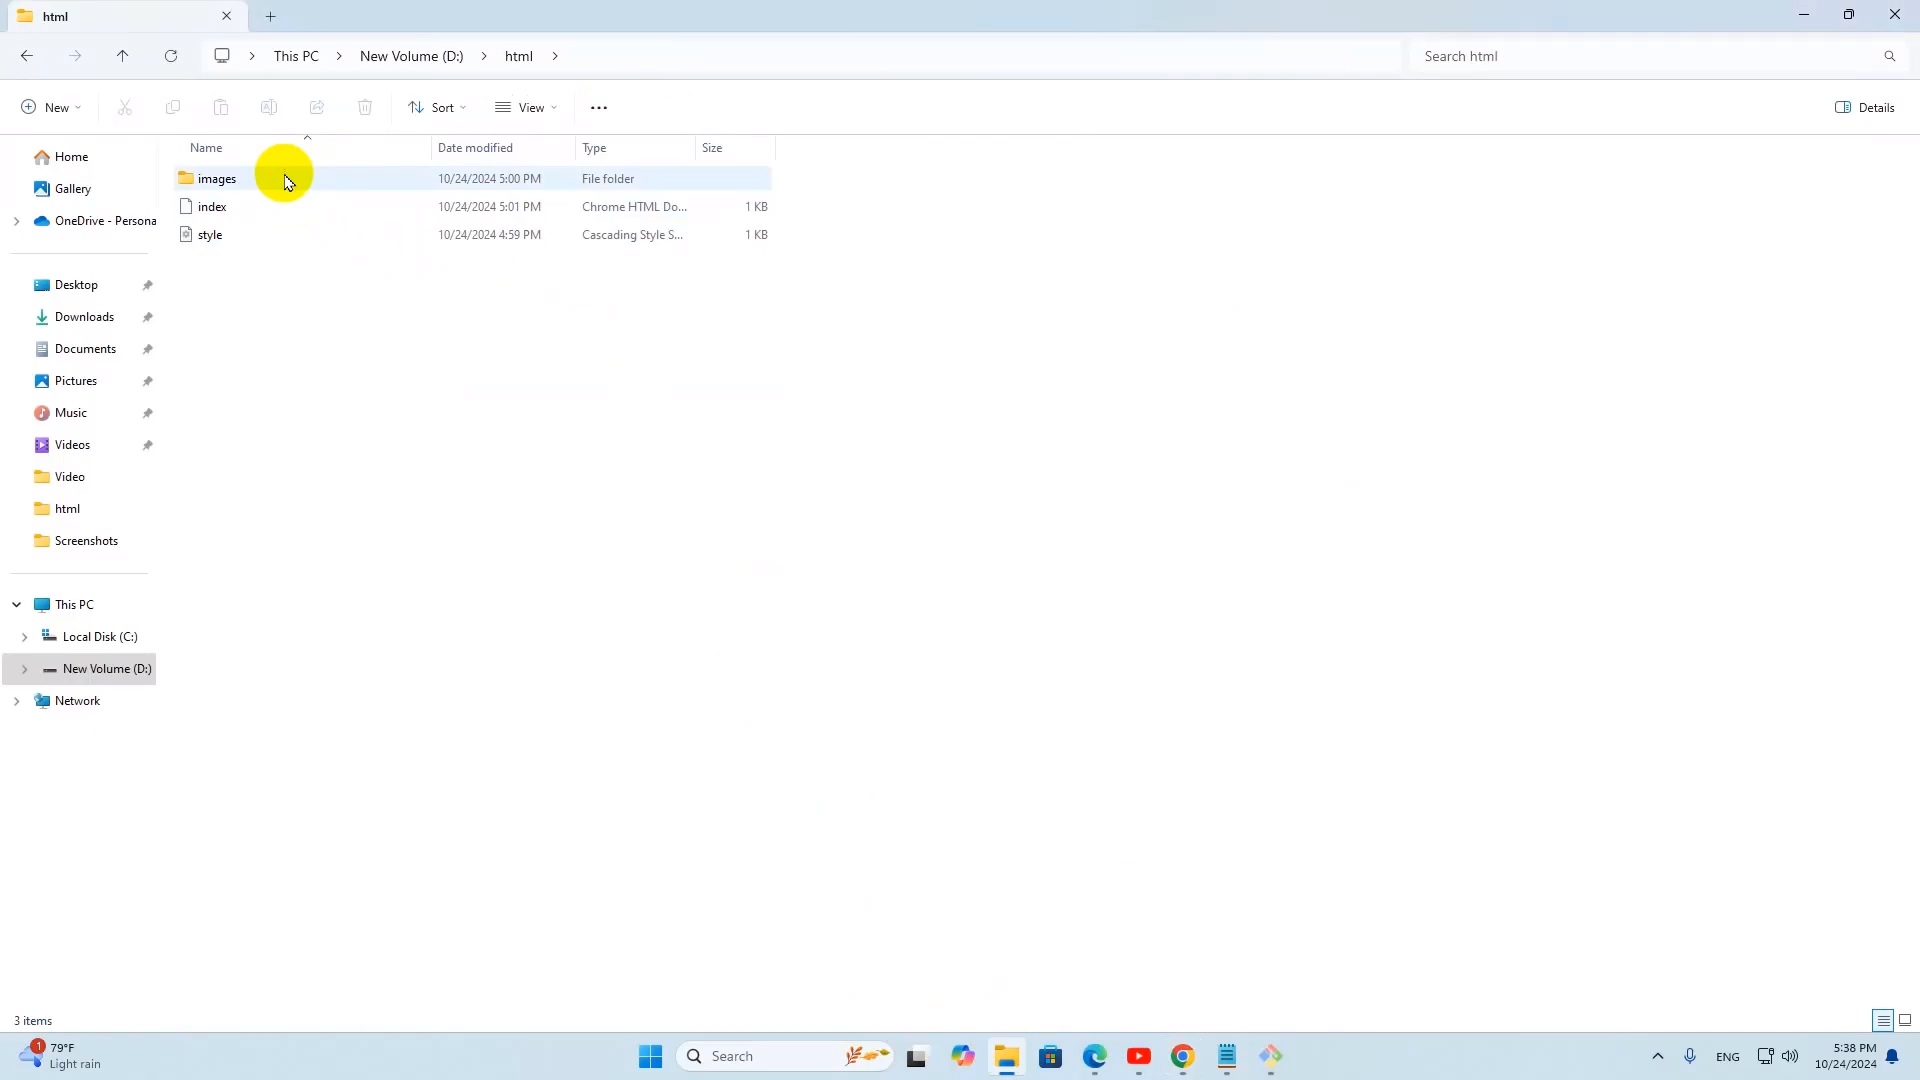 html
This PC
New Volume (D:)
html
Search html
New
Sort
View
Details
Name
Date modified
Type
Size
images
10/24/2024 5:00 PM
File folder
index
10/24/2024 5:01 PM
Chrome HTML Do...
1 KB
style
10/24/2024 4:59 PM
Cascading Style S...
1 KB
Home
Gallery
OneDrive - Persona
Desktop
Downloads
Documents
Pictures
Music
Videos
Video
html
Screenshots
This PC
Local Disk (C:)
New Volume (D:)
Network
3 items
1
79°F
Light rain
Search
ENG
5:38 PM
10/24/2024